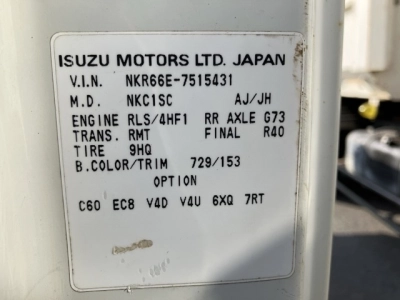 ISUZU MOTORS LTD. JAPAN
V.I.N. NKR66E-7515431
M.D. NKC1SC AJ/JH
ENGINE RLS/4HF1 RR AXLE G73
TRANS. RMT FINAL R40
TIRE 9HQ
B.COLOR/TRIM 729/153
OPTION
C60 EC8 V4D V4U 6XQ 7RT